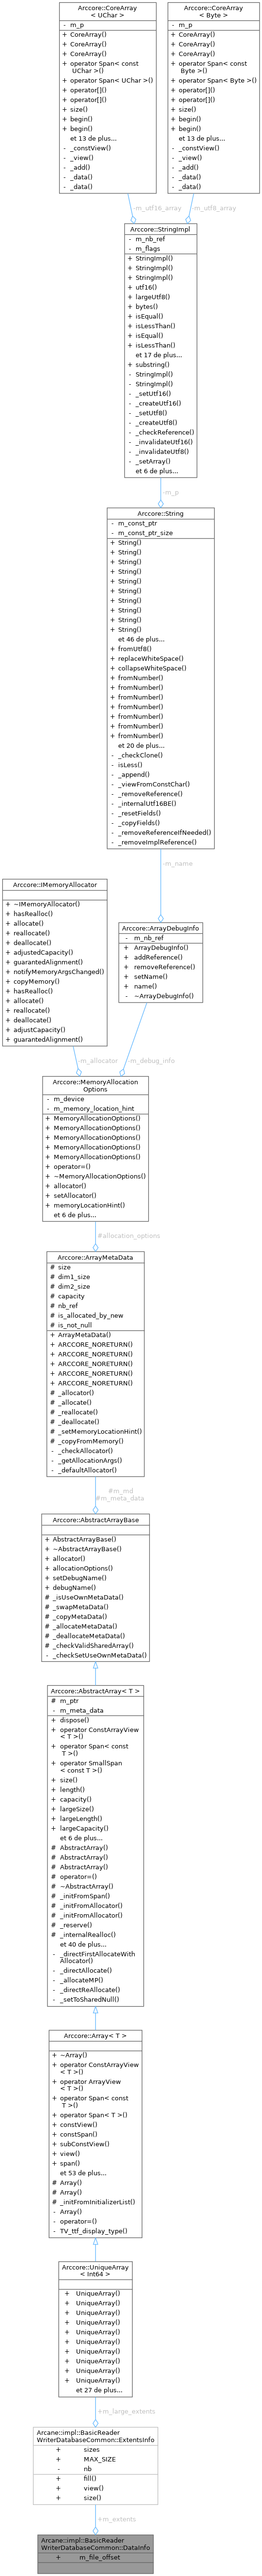 Arccore::CoreArray
< UChar >
- m_p
+ CoreArray()
+ CoreArray()
+ CoreArray()
+ operator Span< const
UChar >()
+ operator Span< UChar >()
+ operator[]()
+ operator[]()
+ size()
+ begin()
+ begin()
et 13 de plus...
- _constView()
- _view()
- _add()
- _data()
- _data()
Arccore::CoreArray
< Byte >
- m_p
+ CoreArray()
+ CoreArray()
+ CoreArray()
+ operator Span< const
Byte >()
+ operator Span< Byte >()
+ operator[]()
+ operator[]()
+ size()
+ begin()
+ begin()
et 13 de plus...
- _constView()
- _view()
- _add()
- _data()
- _data()
-m_utf16_array
-m_utf8_array
Arccore::StringImpl
- m_nb_ref
- m_flags
+ StringImpl()
+ StringImpl()
+ StringImpl()
+ utf16()
+ largeUtf8()
+ bytes()
+ isEqual()
+ isLessThan()
+ isEqual()
+ isLessThan()
et 17 de plus...
+ substring()
- StringImpl()
- StringImpl()
- _setUtf16()
- _createUtf16()
- _setUtf8()
- _createUtf8()
- _checkReference()
- _invalidateUtf16()
- _invalidateUtf8()
- _setArray()
et 6 de plus...
-m_p
Arccore::String
- m_const_ptr
- m_const_ptr_size
+ String()
+ String()
+ String()
+ String()
+ String()
+ String()
+ String()
+ String()
+ String()
+ String()
et 46 de plus...
+ fromUtf8()
+ replaceWhiteSpace()
+ collapseWhiteSpace()
+ fromNumber()
+ fromNumber()
+ fromNumber()
+ fromNumber()
+ fromNumber()
+ fromNumber()
+ fromNumber()
et 20 de plus...
- _checkClone()
- isLess()
- _append()
- _viewFromConstChar()
- _removeReference()
- _internalUtf16BE()
- _resetFields()
- _copyFields()
- _removeReferenceIfNeeded()
- _removeImplReference()
-m_name
Arccore::IMemoryAllocator
+ ~IMemoryAllocator()
+ hasRealloc()
+ allocate()
+ reallocate()
+ deallocate()
+ adjustedCapacity()
+ guarantedAlignment()
+ notifyMemoryArgsChanged()
+ copyMemory()
+ hasRealloc()
+ allocate()
+ reallocate()
+ deallocate()
+ adjustCapacity()
+ guarantedAlignment()
Arccore::ArrayDebugInfo
- m_nb_ref
+ ArrayDebugInfo()
+ addReference()
+ removeReference()
+ setName()
+ name()
- ~ArrayDebugInfo()
-m_allocator
-m_debug_info
Arccore::MemoryAllocation
Options
- m_device
- m_memory_location_hint
+ MemoryAllocationOptions()
+ MemoryAllocationOptions()
+ MemoryAllocationOptions()
+ MemoryAllocationOptions()
+ MemoryAllocationOptions()
+ operator=()
+ ~MemoryAllocationOptions()
+ allocator()
+ setAllocator()
+ memoryLocationHint()
et 6 de plus...
#allocation_options
Arccore::ArrayMetaData
# size
# dim1_size
# dim2_size
# capacity
# nb_ref
# is_allocated_by_new
# is_not_null
+ ArrayMetaData()
+ ARCCORE_NORETURN()
+ ARCCORE_NORETURN()
+ ARCCORE_NORETURN()
+ ARCCORE_NORETURN()
+ ARCCORE_NORETURN()
# _allocator()
# _allocate()
# _reallocate()
# _deallocate()
# _setMemoryLocationHint()
# _copyFromMemory()
- _checkAllocator()
- _getAllocationArgs()
- _defaultAllocator()
#m_md
#m_meta_data
Arccore::AbstractArrayBase
+ AbstractArrayBase()
+ ~AbstractArrayBase()
+ allocator()
+ allocationOptions()
+ setDebugName()
+ debugName()
# _isUseOwnMetaData()
# _swapMetaData()
# _copyMetaData()
# _allocateMetaData()
# _deallocateMetaData()
# _checkValidSharedArray()
- _checkSetUseOwnMetaData()
Arccore::AbstractArray< T >
# m_ptr
- m_meta_data
+ dispose()
+ operator ConstArrayView
< T >()
+ operator Span< const
T >()
+ operator SmallSpan
< const T >()
+ size()
+ length()
+ capacity()
+ largeSize()
+ largeLength()
+ largeCapacity()
et 6 de plus...
# AbstractArray()
# AbstractArray()
# AbstractArray()
# operator=()
# ~AbstractArray()
# _initFromSpan()
# _initFromAllocator()
# _initFromAllocator()
# _reserve()
# _internalRealloc()
et 40 de plus...
- _directFirstAllocateWith
Allocator()
- _directAllocate()
- _allocateMP()
- _directReAllocate()
- _setToSharedNull()
Arccore::Array< T >
+ ~Array()
+ operator ConstArrayView
< T >()
+ operator ArrayView
< T >()
+ operator Span< const
T >()
+ operator Span< T >()
+ constView()
+ constSpan()
+ subConstView()
+ view()
+ span()
et 53 de plus...
# Array()
# Array()
# _initFromInitializerList()
- Array()
- operator=()
- TV_ttf_display_type()
Arccore::UniqueArray
< Int64 >
+ UniqueArray()
+ UniqueArray()
+ UniqueArray()
+ UniqueArray()
+ UniqueArray()
+ UniqueArray()
+ UniqueArray()
+ UniqueArray()
+ UniqueArray()
+ UniqueArray()
et 27 de plus...
+m_large_extents
Arcane::impl::BasicReader
WriterDatabaseCommon::ExtentsInfo
+ sizes
+ MAX_SIZE
- nb
+ fill()
+ view()
+ size()
+m_extents
Arcane::impl::BasicReader
WriterDatabaseCommon::DataInfo
+ m_file_offset